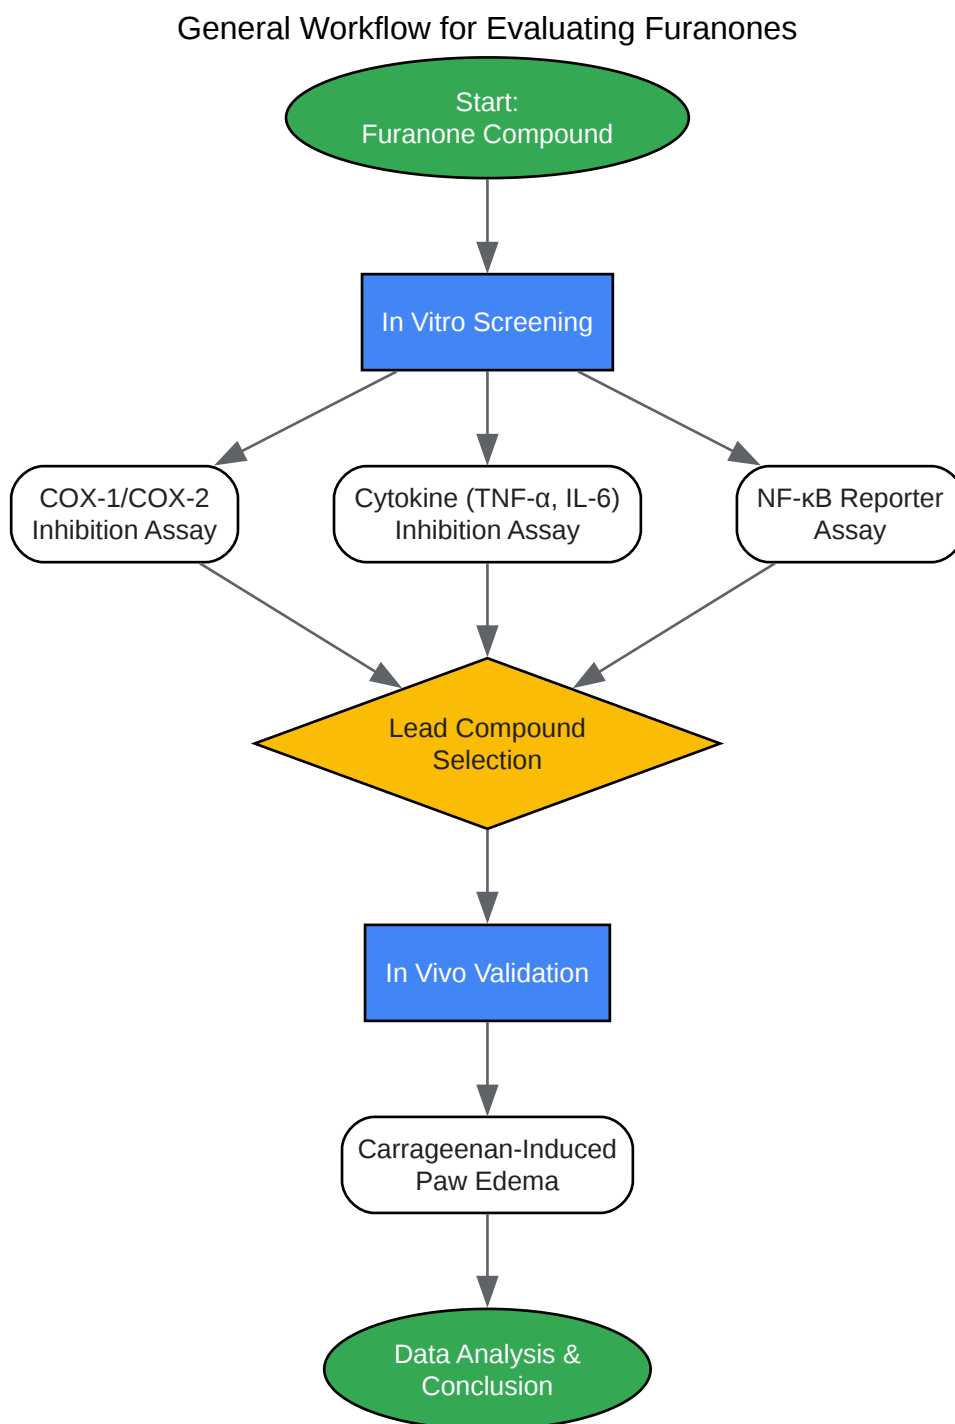 General Workflow for Evaluating Furanones
Start:
Furanone Compound
In Vitro Screening
COX-1/COX-2
Inhibition Assay
Cytokine (TNF-α, IL-6)
Inhibition Assay
NF-κB Reporter
Assay
Lead Compound
Selection
In Vivo Validation
Carrageenan-Induced
Paw Edema
Data Analysis &
Conclusion